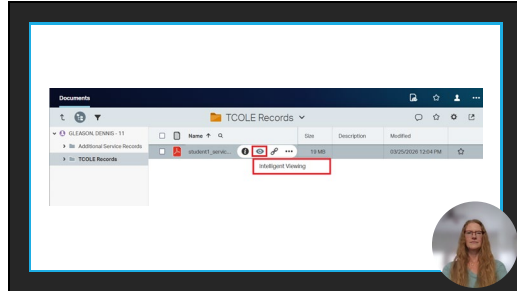 Documents
TCOLE Records
GLEASON, DENNIS - 11
Additional Service Records
TCOLE Records
Name
Size
Description
Modified
student1_servic...
19 MB
03/25/2026 12:04 PM
Intelligent Viewing